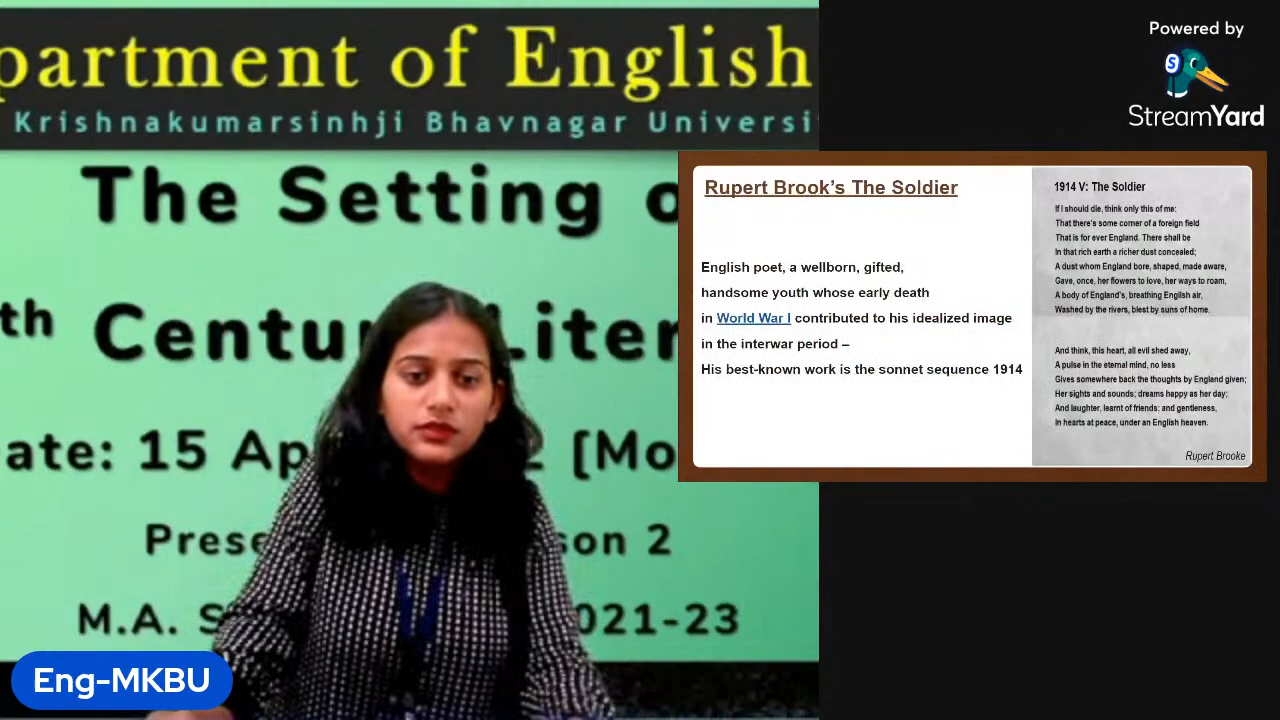 partment of English
Krishnakumarsinhji Bhavnagar Universi
The Setting o
th Centu Liter
ate: 15 Ap [Mo
Prese son 2
M.A. S 021-23
Eng-MKBU
Powered by
StreamYard
Rupert Brook’s The Soldier
English poet, a wellborn, gifted,
handsome youth whose early death
in World War I contributed to his idealized image
in the interwar period –
His best-known work is the sonnet sequence 1914
1914 V: The Soldier
If I should die, think only this of me:
That there's some corner of a foreign field
That is for ever England. There shall be
In that rich earth a richer dust concealed;
A dust whom England bore, shaped, made aware,
Gave, once, her flowers to love, her ways to roam,
A body of England's, breathing English air,
Washed by the rivers, blest by suns of home.
And think, this heart, all evil shed away,
A pulse in the eternal mind, no less
Gives somewhere back the thoughts by England given;
Her sights and sounds; dreams happy as her day;
And laughter, learnt of friends; and gentleness,
In hearts at peace, under an English heaven.
Rupert Brooke